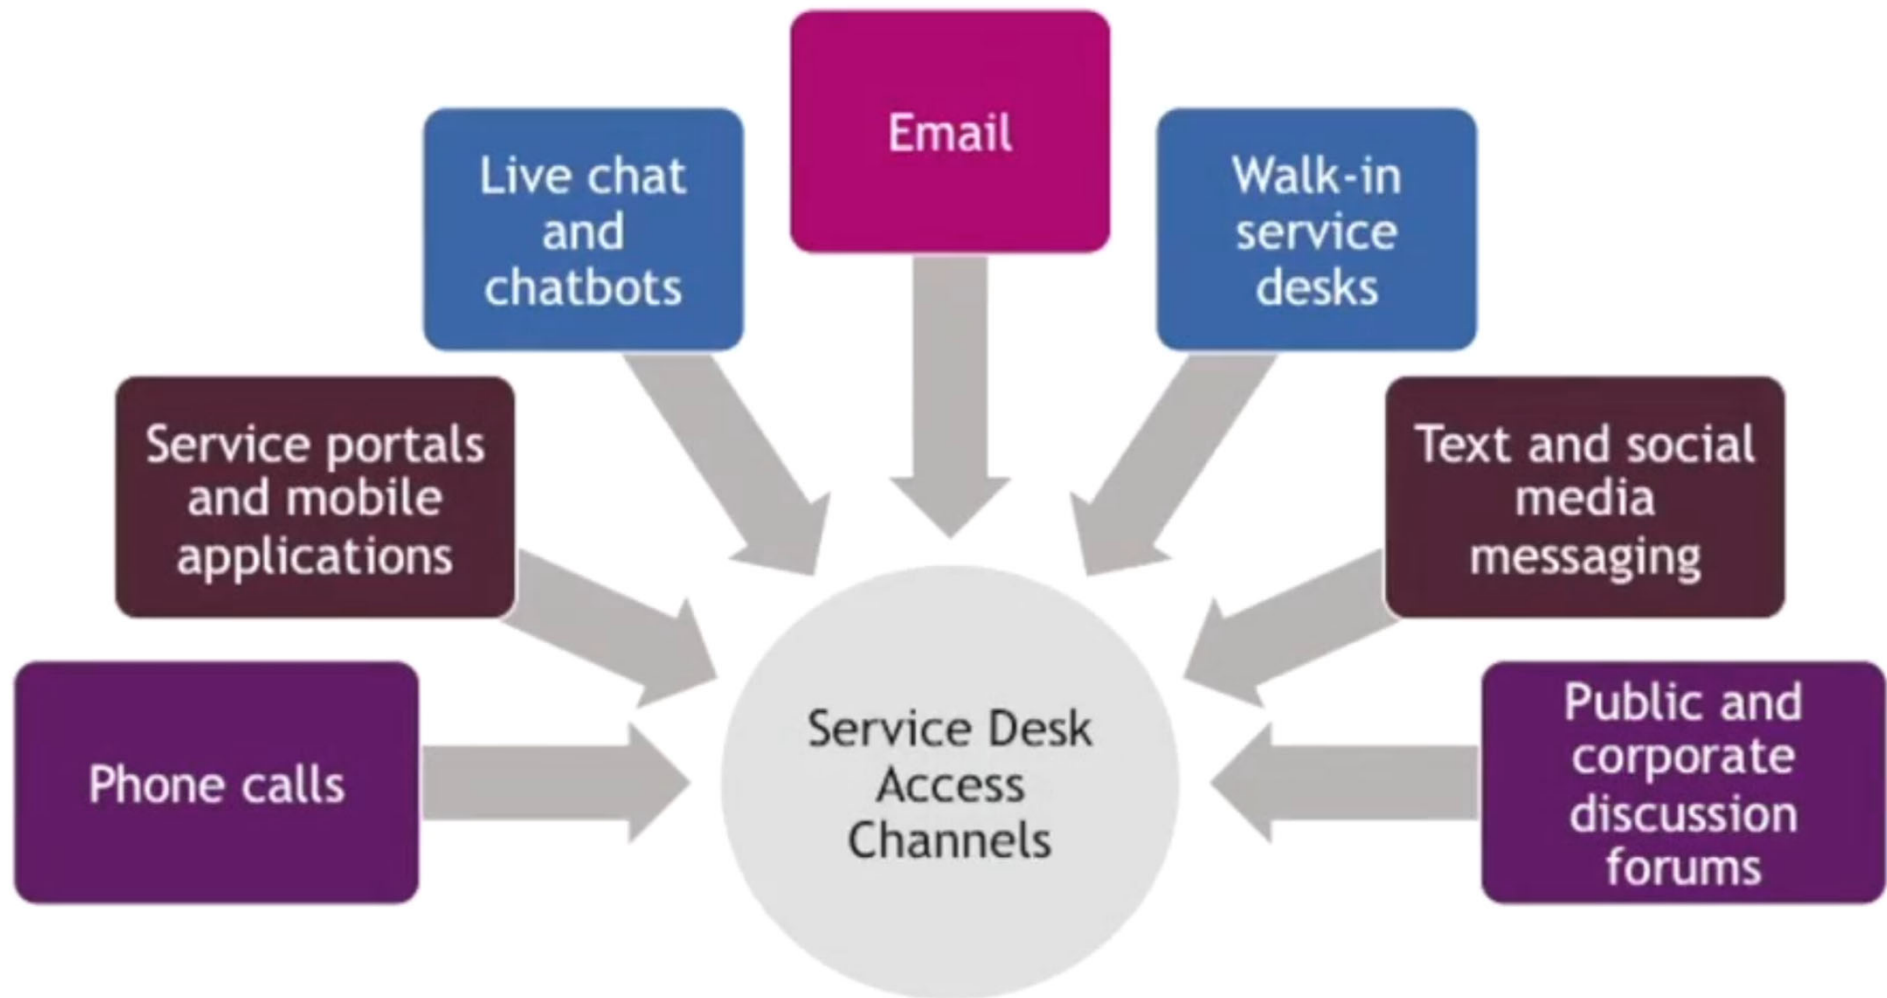 Email
Live chat
and
chatbots
Walk-in
service
desks
Service portals
and mobile
applications
Text and social
media
messaging
Phone calls
Service Desk
Access
Channels
Public and
corporate
discussion
forums